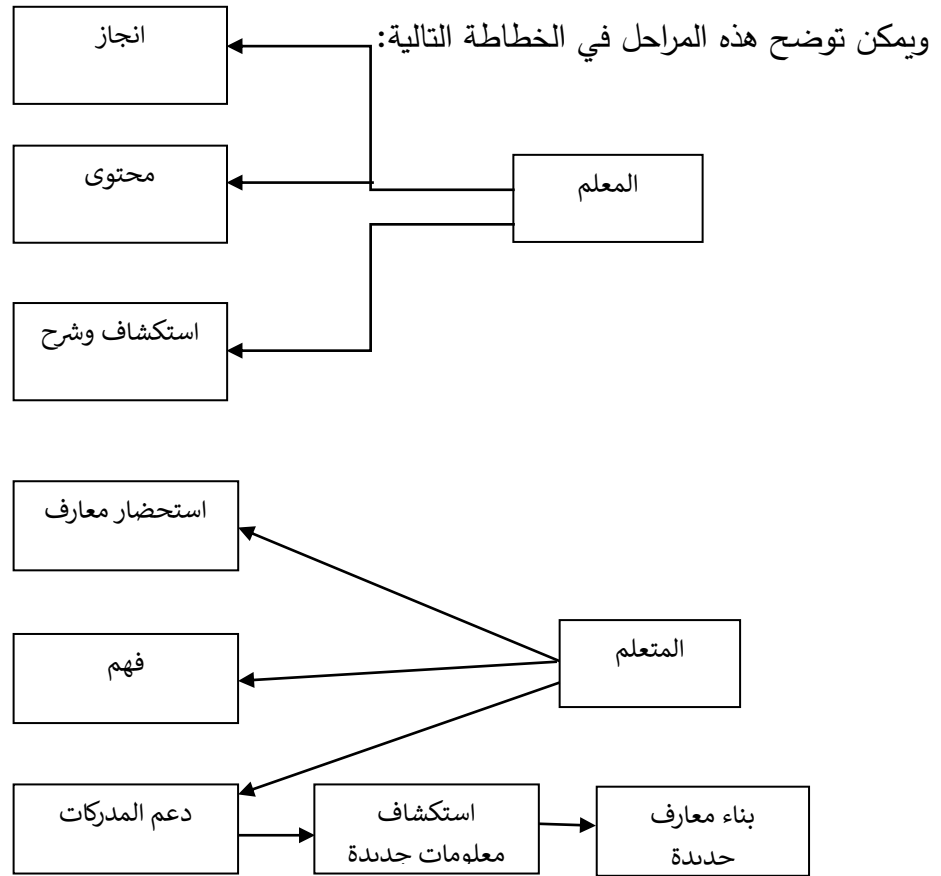 ويمكن توضح هذه المراحل في الخطاطة التالية:
انجاز
محتوى
المعلم
استكشاف وشرح
استحضار معارف
المتعلم
فهم
دعم المدركات
استكشاف
معلومات جديدة
بناء معارف
جديدة